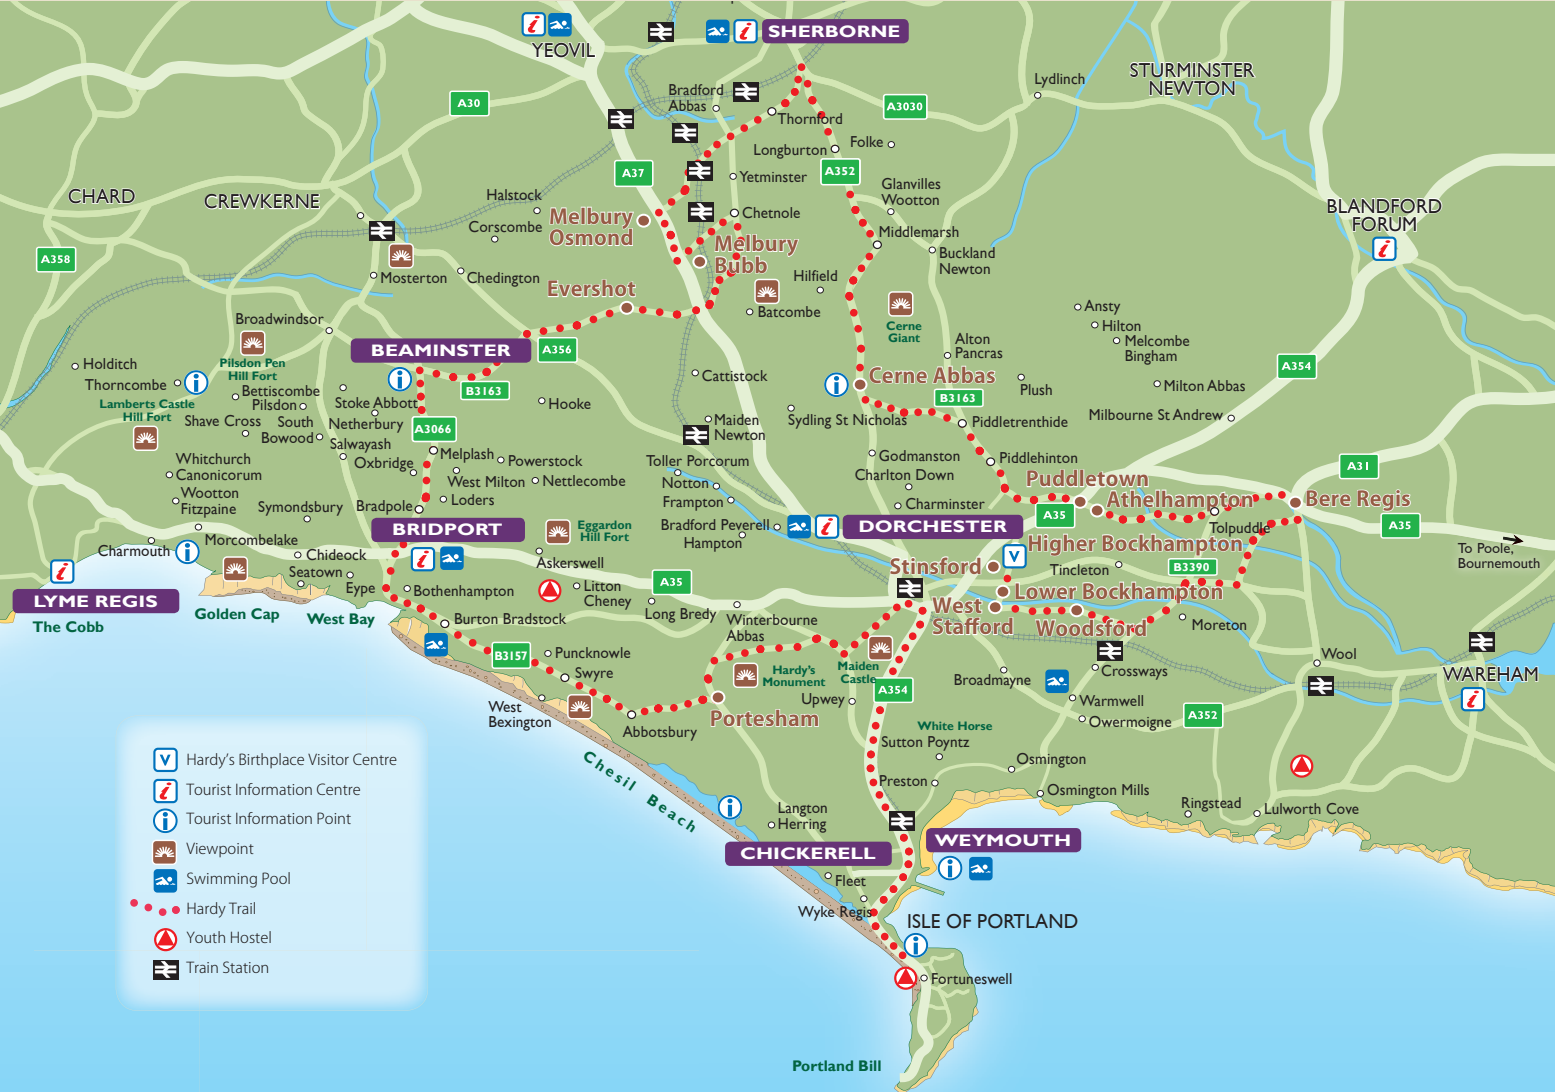 YEOVIL
SHERBORNE
STURMINSTER
NEWTON
Lydlinch
Bradford
Abbas
A30
A3030
Thornford
Longburton
Folke
A37
A352
Yetminster
CHARD
CREWKERNE
Halstock
Glanvilles
Wootton
BLANDFORD
FORUM
Melbury
Osmond
Chetnole
Corscombe
Middlemarsh
A358
Melbury
Bubb
Buckland
Newton
Mosterton
Chedington
Hilfield
Evershot
Batcombe
Ansty
Broadwindsor
Cerne
Giant
Hilton
Melcombe
Bingham
BEAMINSTER
A356
Alton
Pancras
Holditch
Pilsdon Pen
Hill Fort
A354
Thorncombe
Cattistock
Cerne Abbas
Plush
Milton Abbas
Bettiscombe
B3163
B3163
Lamberts Castle
Hill Fort
Pilsdon
Stoke Abbott
Hooke
Shave Cross
South
Bowood
Netherbury
A3066
Maiden
Newton
Sydling St Nicholas
Piddletrenthide
Milbourne St Andrew
Salwayash
Melplash
Powerstock
Whitchurch
Canonicorum
Oxbridge
Toller Porcorum
Godmanston
Piddlehinton
A31
West Milton
Nettlecombe
Notton
Charlton Down
Puddletown
Wootton
Fitzpaine
Loders
Frampton
Charminster
Athelhampton
Bere Regis
Symondsbury
Bradpole
A35
BRIDPORT
Eggardon
Hill Fort
Bradford Peverell
DORCHESTER
Tolpuddle
A35
Hampton
Higher Bockhampton
To Poole,
Bournemouth
Morcombelake
Charmouth
Chideock
Askerswell
Stinsford
Tincleton
B3390
Seatown
Eype
Bothenhampton
Litton
Cheney
A35
LYME REGIS
Lower Bockhampton
The Cobb
Golden Cap
West Bay
Burton Bradstock
Long Bredy
Winterbourne
Abbas
West
Stafford
Woodsford
Moreton
B3157
Puncknowle
Swyre
Hardy's
Monument
Maiden
Castle
Crossways
Wool
WAREHAM
West
Bexington
Upwey
A354
Broadmayne
Warmwell
Abbotsbury
Portesham
White Horse
Owermoigne
A352
Sutton Poyntz
Osmington
Chesil Beach
Preston
Osmington Mills
Langton
Herring
Ringstead
Lulworth Cove
CHICKERELL
WEYMOUTH
Fleet
Wyke Regis
ISLE OF PORTLAND
Fortuneswell
Portland Bill
V Hardy's Birthplace Visitor Centre
i Tourist Information Centre
i Tourist Information Point
Viewpoint
Swimming Pool
Hardy Trail
Youth Hostel
Train Station